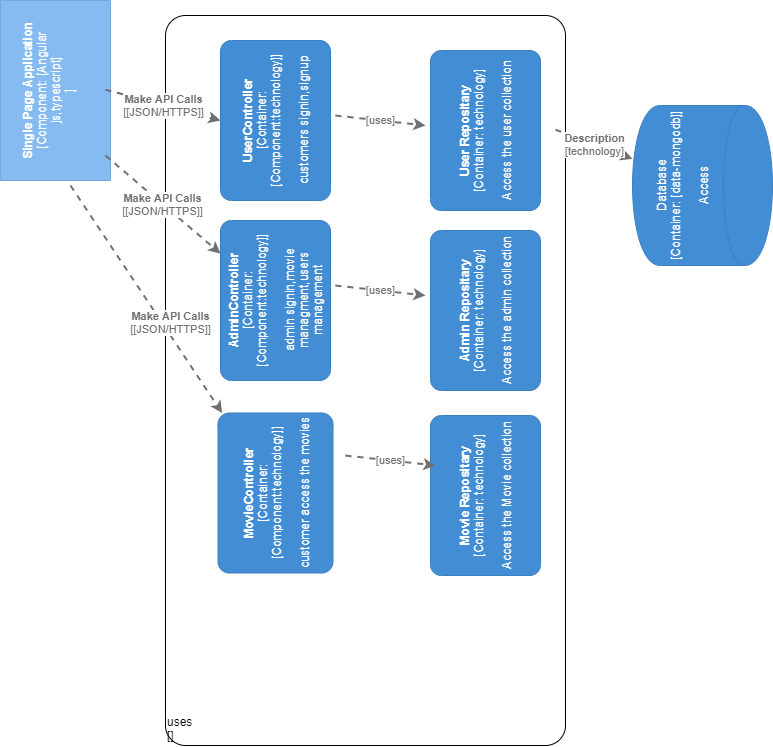 SInglle Page Application
[Component: [Angular
js,typescript]
]
Make API Calls
[[JSON/HTTPS]]
UserController
[Container:
[Component:technology]]
customers signin,signup
[uses]
User Repositary
[Container: technology]
Access the user collection
Description
[technology]
Database
[Container: [data-mongodb]]
Access
Make API Calls
[[JSON/HTTPS]]
AdminController
[Container:
[Component:technology]]
admin signin,movie
managment,users
management
[uses]
Admin Repositary
[Container: technology]
Access the admin collection
Make API Calls
[[JSON/HTTPS]]
MovieController
[Container:
[Component:technology]]
customer access the movies
[uses]
Movie Repositary
[Container: technology]
Access the Movie collection
uses
[]